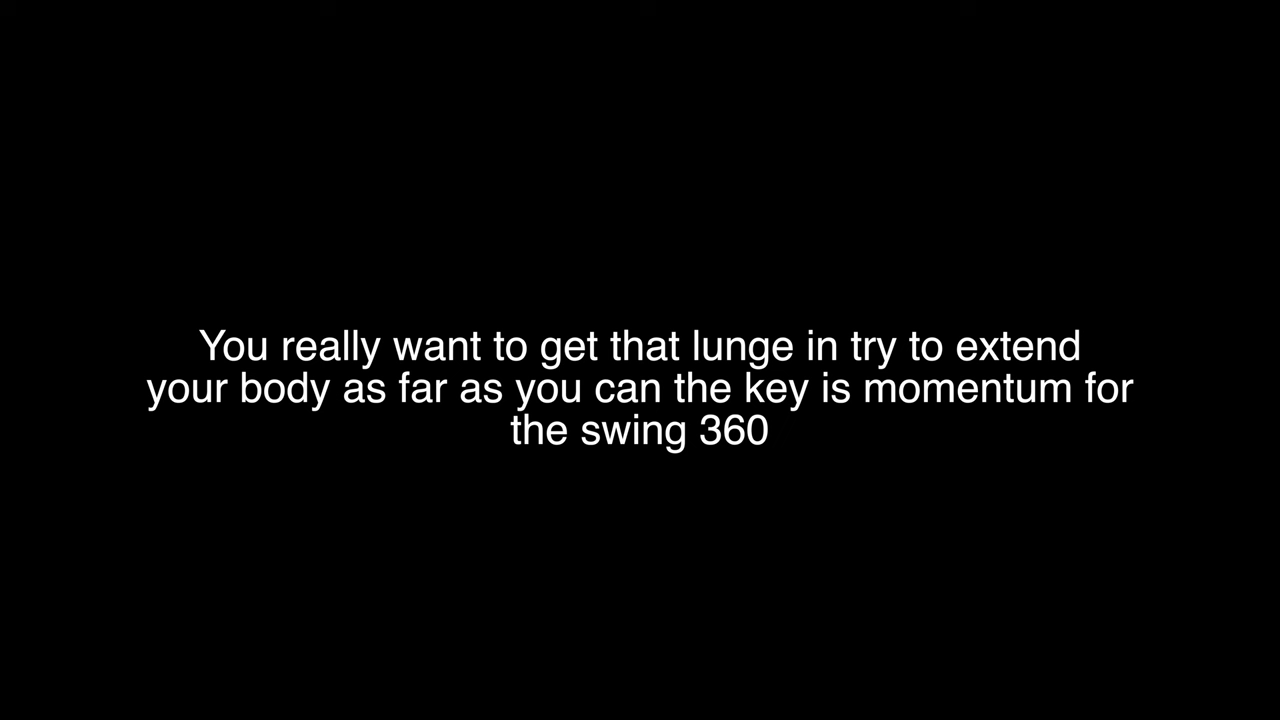 You really want to get that lunge in try to extend
your body as far as you can the key is momentum for
the swing 360